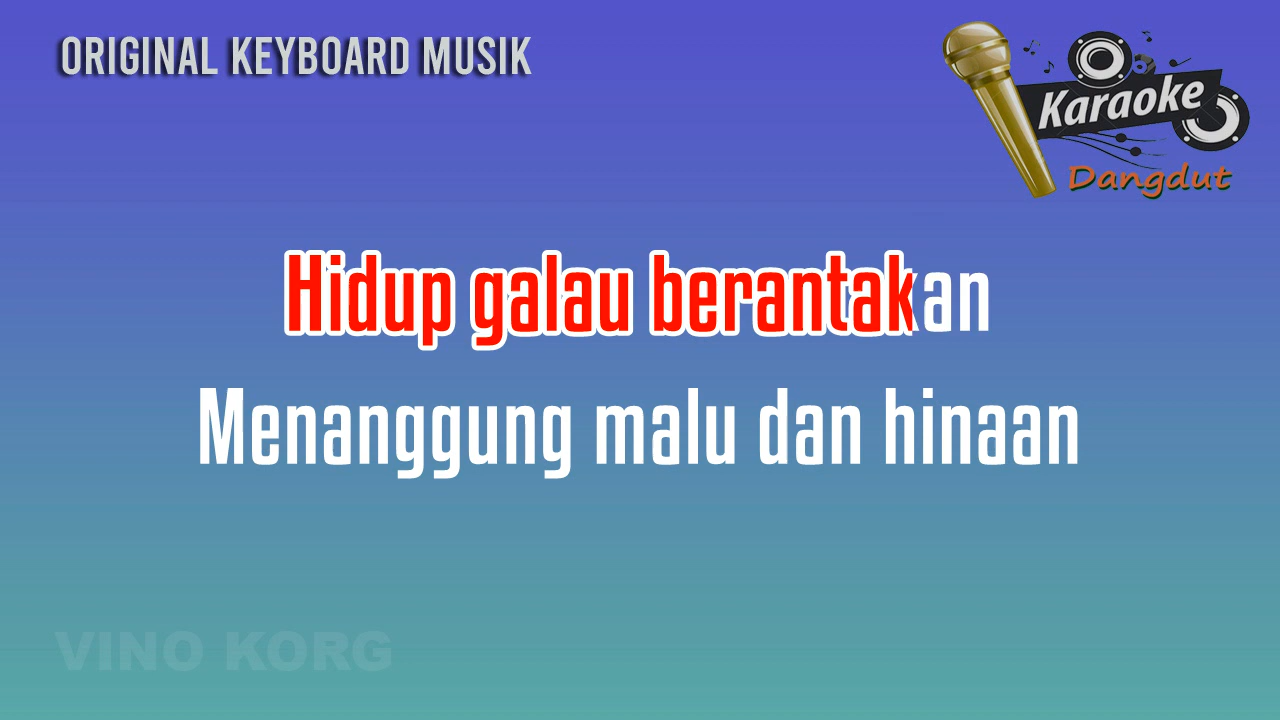 ORIGINAL KEYBOARD MUSIK
Karaoke
Dangdut
Hidup galau berantakan
Menanggung malu dan hinaan
VINO KORG